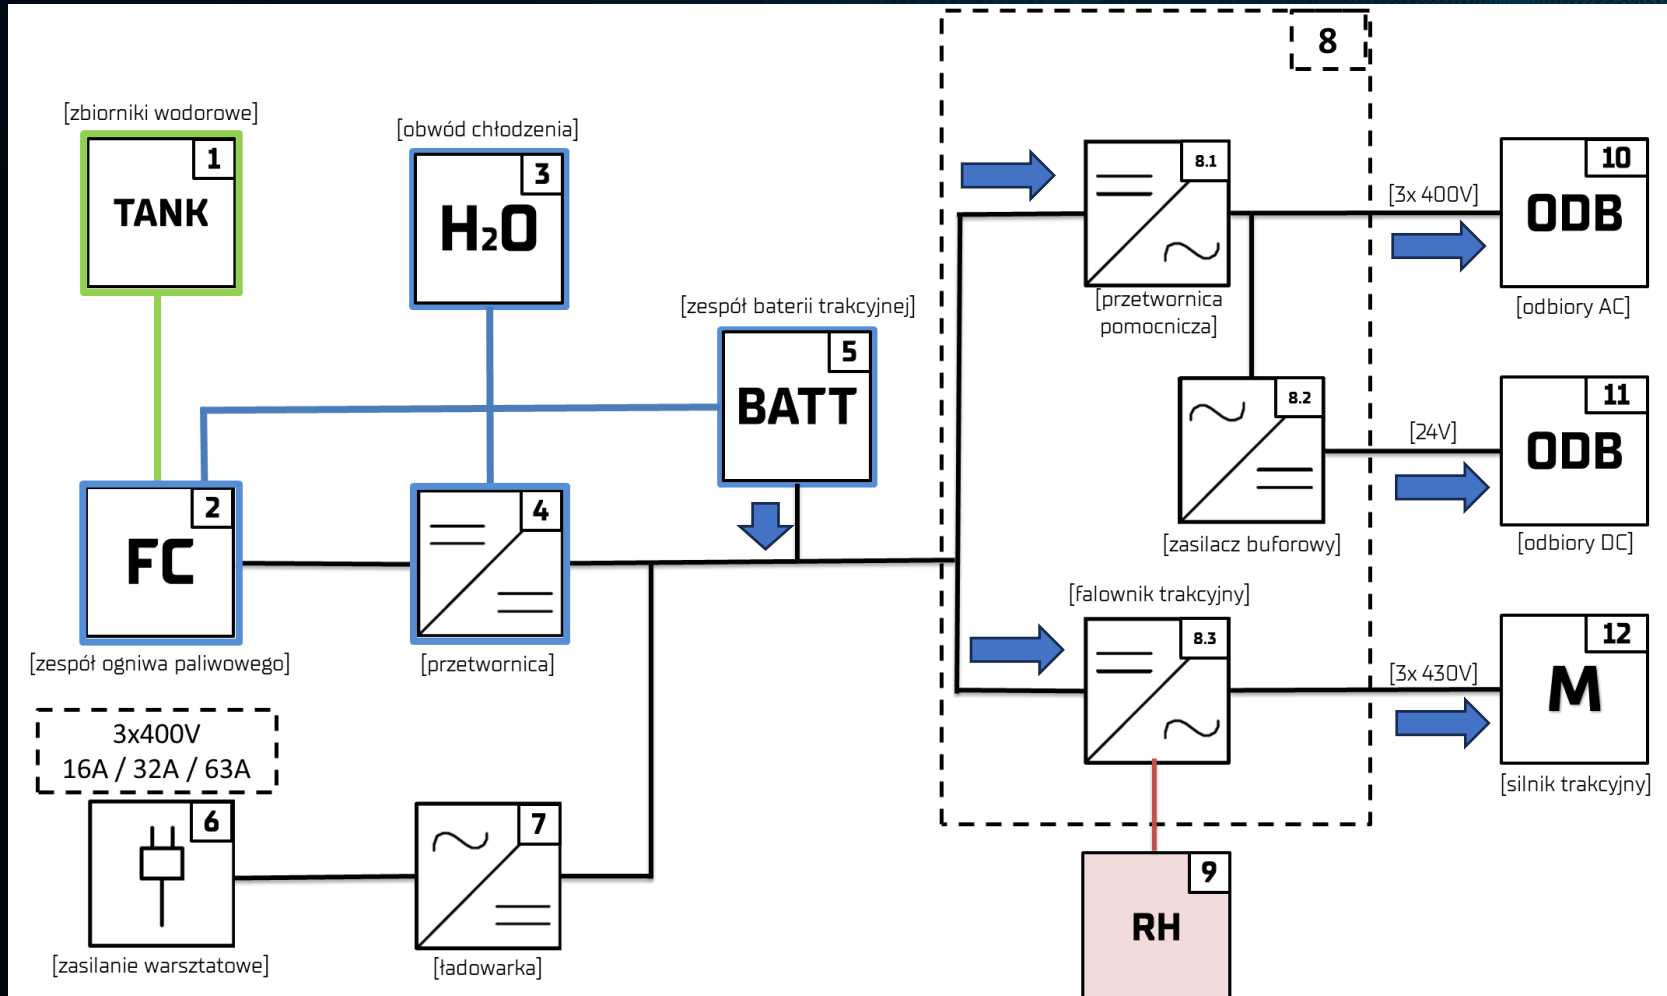 8
[zbiorniki wodorowe]
1
TANK
[obwód chłodzenia]
3
H₂O
[zespół baterii trakcyjnej]
5
BATT
2
FC
[zespół ogniwa paliwowego]
4
[przetwornica]
3x400V
16A / 32A / 63A
6
[zasilanie warsztatowe]
7
[ładowarka]
8.1
[przetwornica
pomocnicza]
[3x 400V]
10
ODB
[odbiory AC]
8.2
[zasilacz buforowy]
[24V]
11
ODB
[odbiory DC]
[falownik trakcyjny]
8.3
[3x 430V]
12
M
[silnik trakcyjny]
9
RH